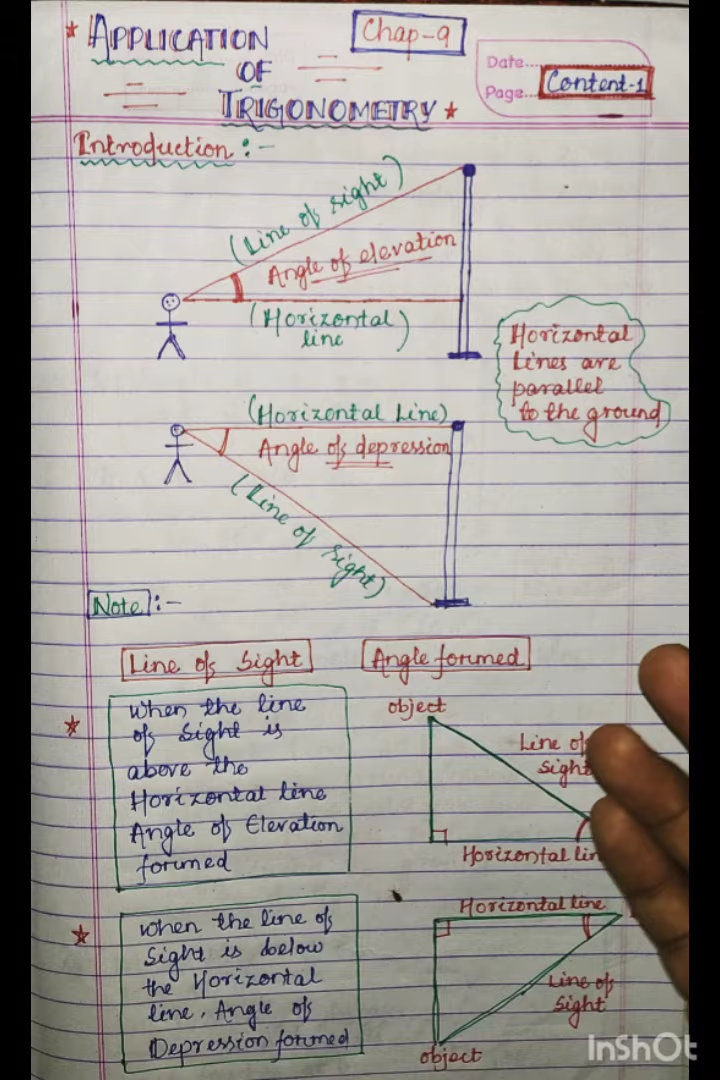 APPLICATION
OF
TRIGONOMETRY
Chap-9
Date.....
Page...
Content-1
Introduction :-
(Line of sight)
Angle of elevation
(Horizontal
line)
Horizontal
Lines are
parallel
to the ground
(Horizontal Line)
Angle of depression
(Line of sight)
Note :-
Line of Sight
Angle formed
when the line
of Sight is
above the
Horizontal line
Angle of Elevation
formed
object
Line of
Sight
Horizontal lin
when the line of
Sight is below
the Horizontal
line, Angle of
Depression formed
Horizontal line
Line of
Sight
object
InShOt